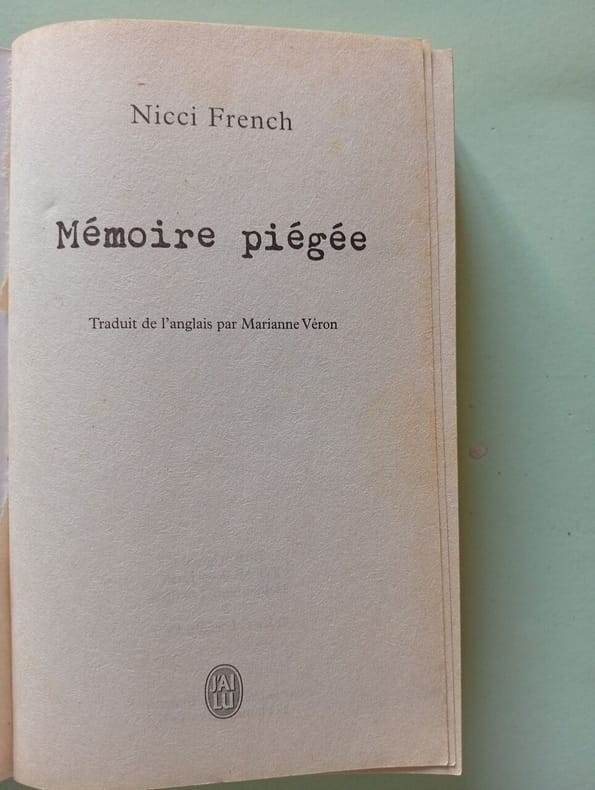 Nicci French
Mémoire piégée
Traduit de l'anglais par Marianne Véron
J'AI
LU